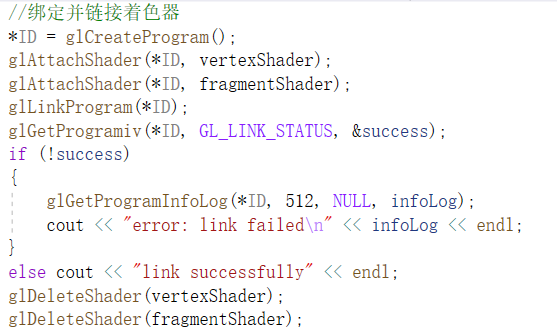 //绑定并链接着色器
*ID = glCreateProgram();
glAttachShader(*ID, vertexShader);
glAttachShader(*ID, fragmentShader);
glLinkProgram(*ID);
glGetProgramiv(*ID, GL_LINK_STATUS, &success);
if (!success)
{
    glGetProgramInfoLog(*ID, 512, NULL, infoLog);
    cout << "error: link failed\n" << infoLog << endl;
}
else cout << "link successfully" << endl;
glDeleteShader(vertexShader);
glDeleteShader(fragmentShader);